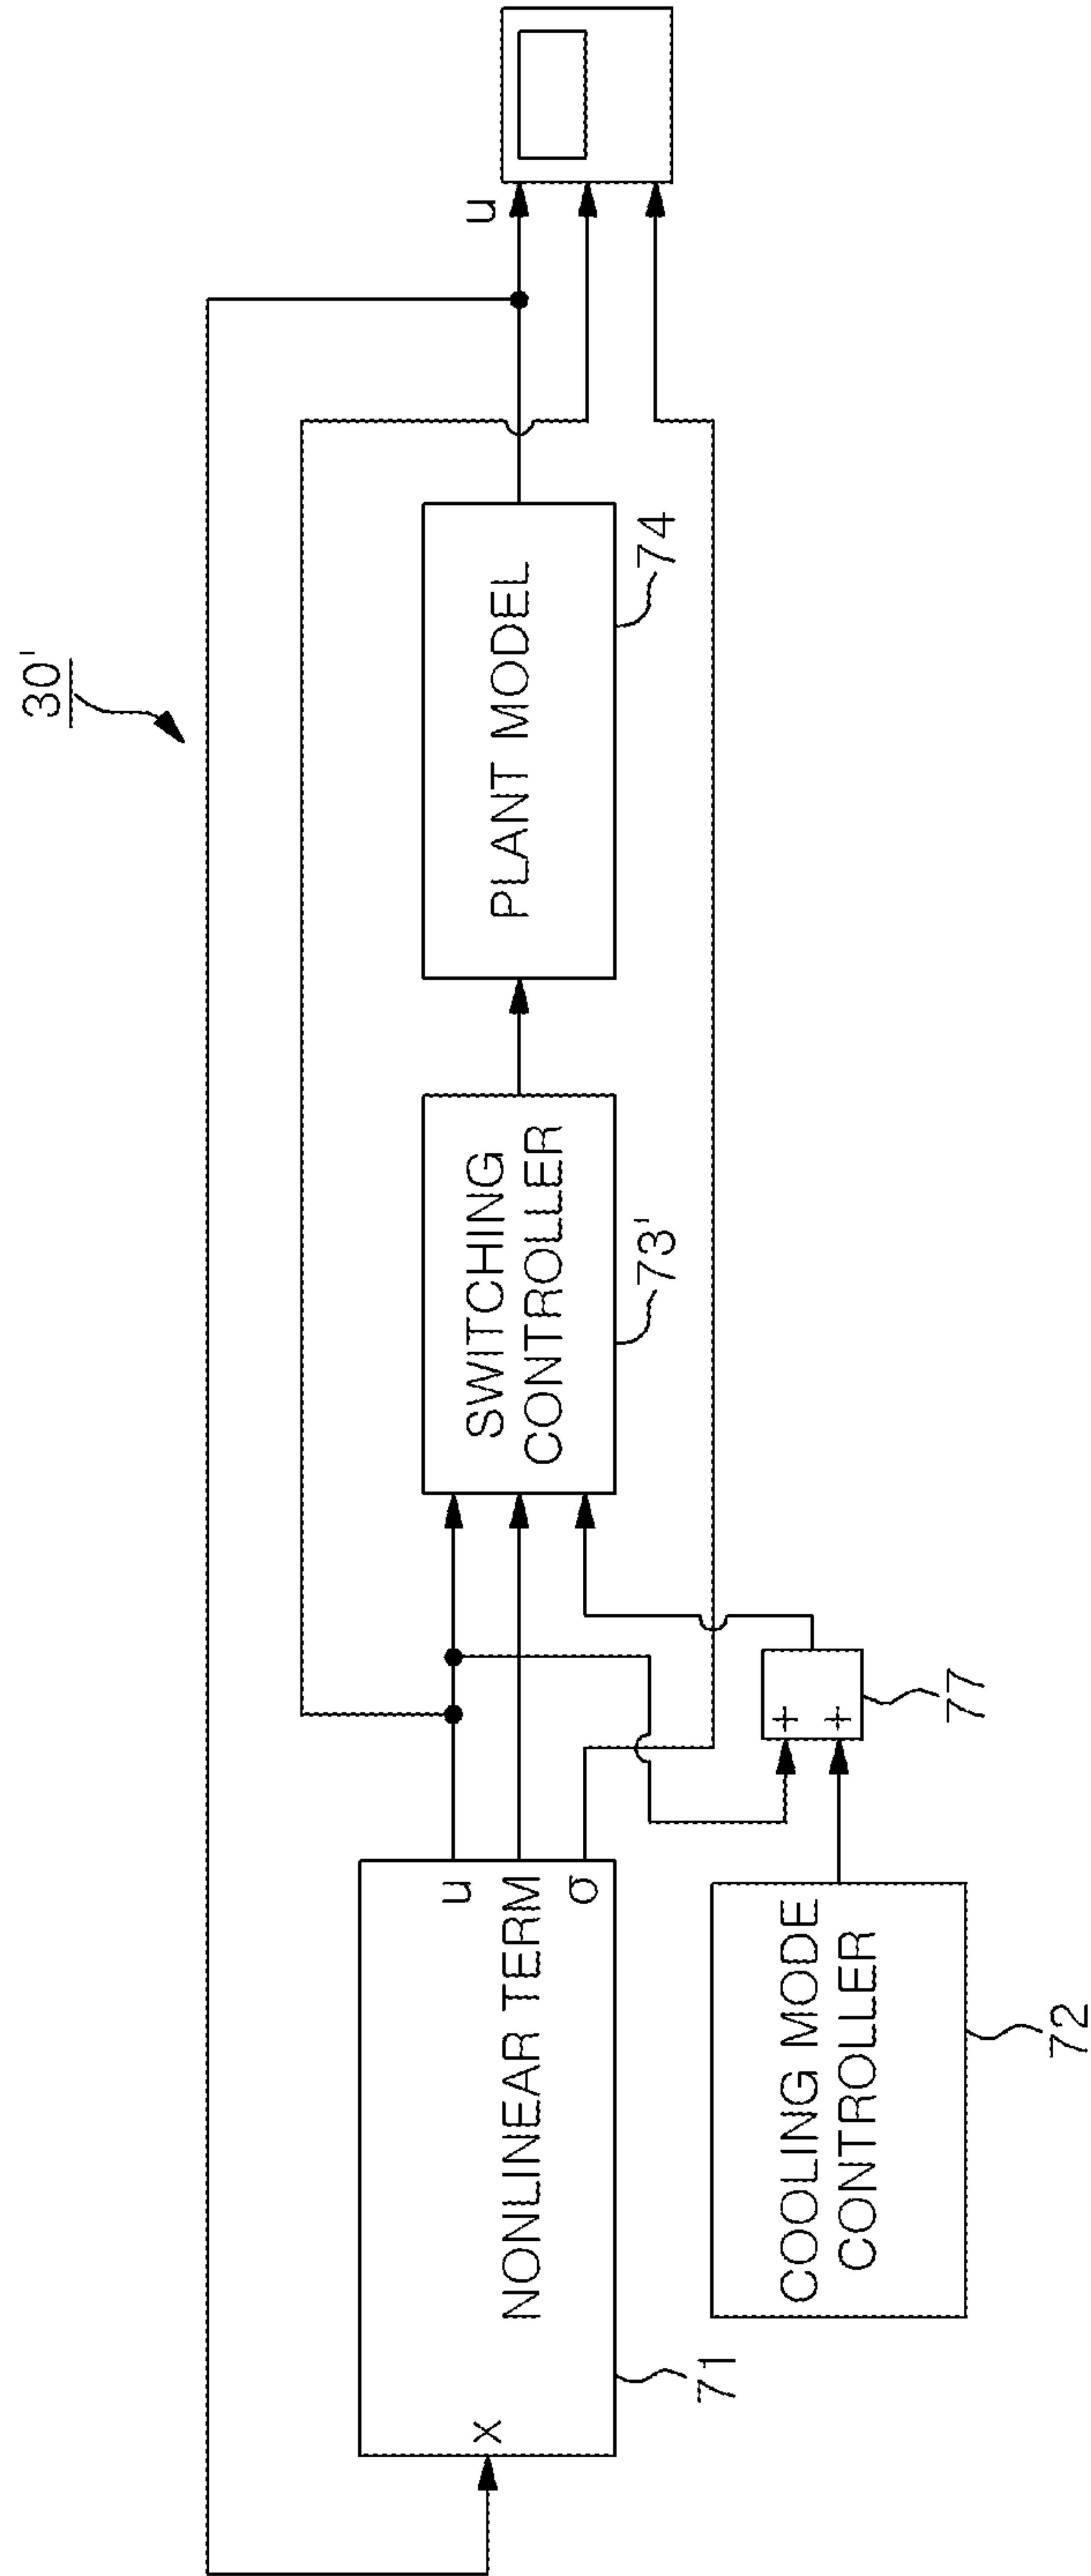 30'
x
u
NONLINEAR TERM
σ
71
COOLING MODE
CONTROLLER
72
+
+
77
SWITCHING
CONTROLLER
73'
PLANT MODEL
74
u